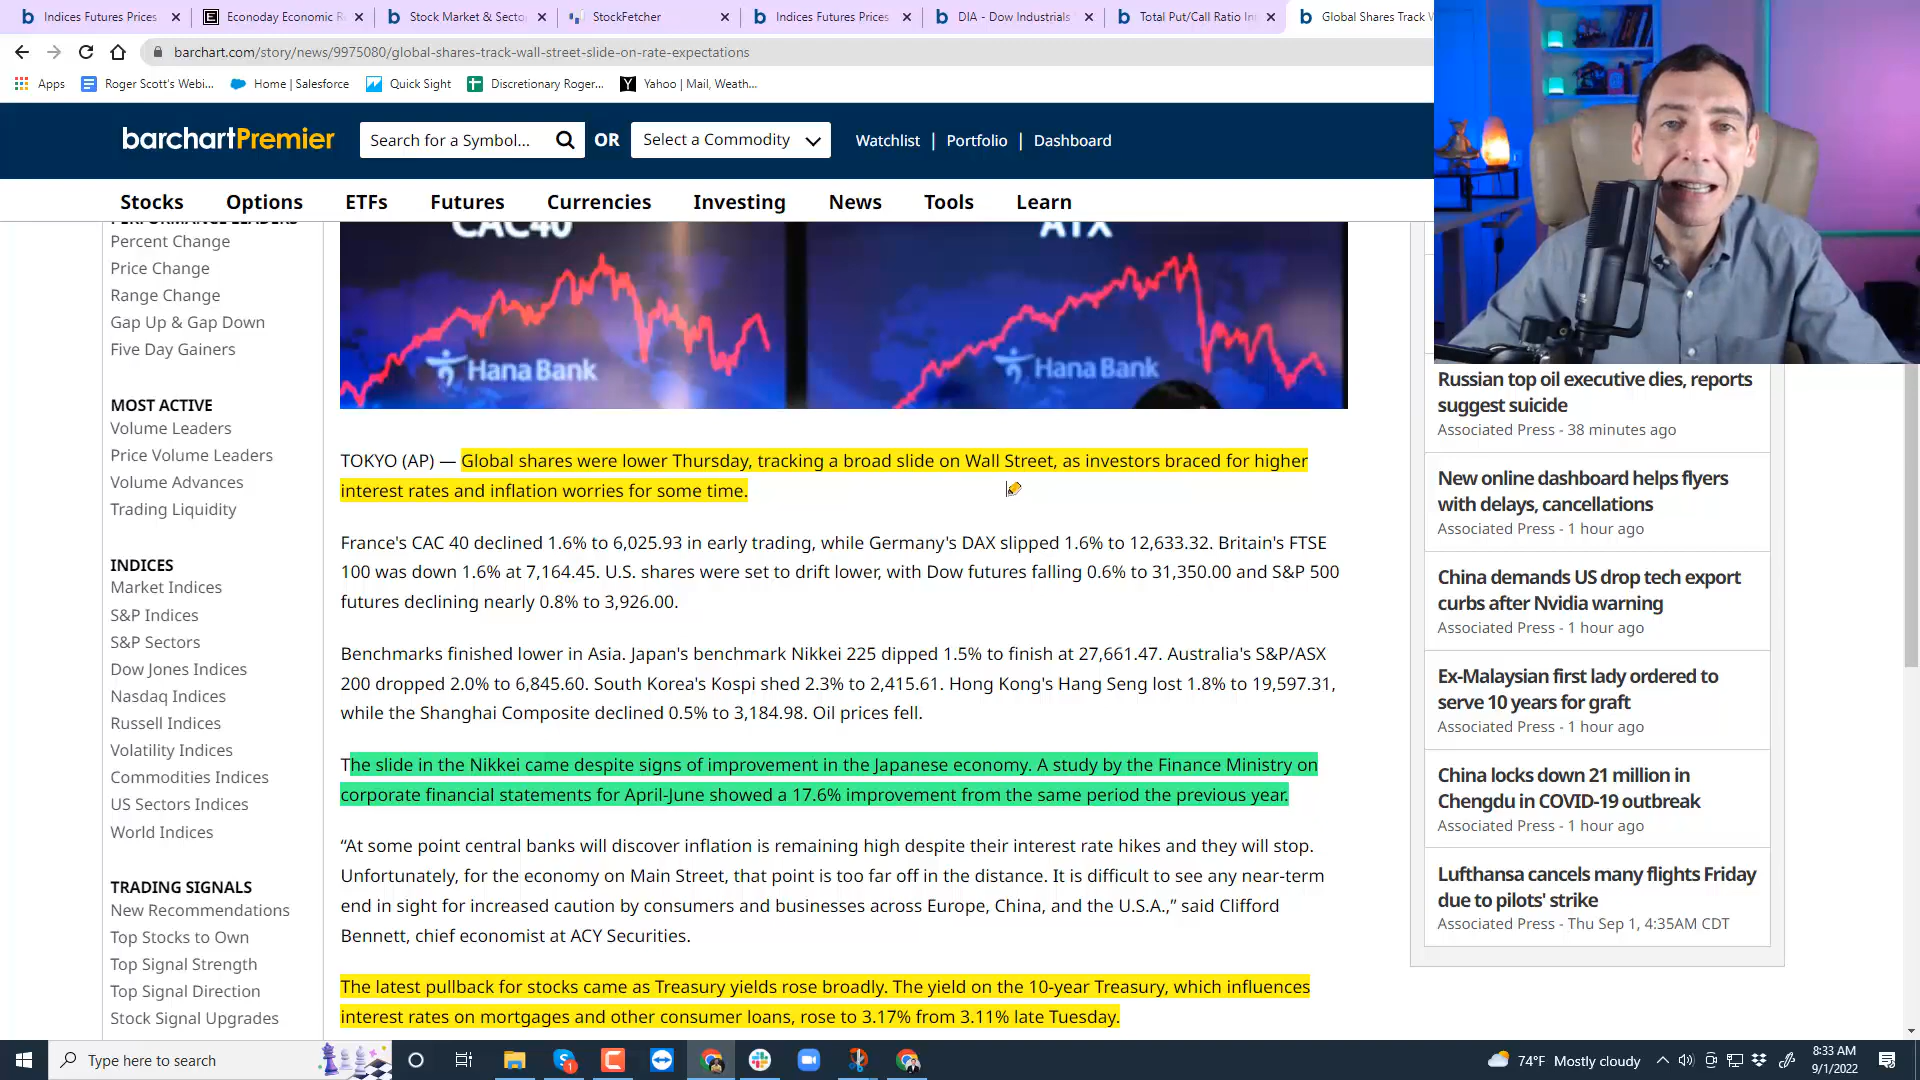 Indices Futures Prices
Econoday Economic R
Stock Market & Secto
StockFetcher
Indices Futures Prices
DIA - Dow Industrials
Total Put/Call Ratio In
Global Shares Track W
barchart.com/story/news/9975080/global-shares-track-wall-street-slide-on-rate-expectations
Apps
Roger Scott's Webi...
Home | Salesforce
Quick Sight
Discretionary Roger...
Yahoo | Mail, Weath...
barchartPremier
Search for a Symbol...
OR
Select a Commodity
Watchlist | Portfolio | Dashboard
Stocks
Options
ETFs
Futures
Currencies
Investing
News
Tools
Learn
PERFORMANCE LEADERS
Percent Change
Price Change
Range Change
Gap Up & Gap Down
Five Day Gainers
MOST ACTIVE
Volume Leaders
Price Volume Leaders
Volume Advances
Trading Liquidity
INDICES
Market Indices
S&P Indices
S&P Sectors
Dow Jones Indices
Nasdaq Indices
Russell Indices
Volatility Indices
Commodities Indices
US Sectors Indices
World Indices
TRADING SIGNALS
New Recommendations
Top Stocks to Own
Top Signal Strength
Top Signal Direction
Stock Signal Upgrades
CAC40
ATX
Hana Bank
Hana Bank
TOKYO (AP) — Global shares were lower Thursday, tracking a broad slide on Wall Street, as investors braced for higher
interest rates and inflation worries for some time.
France's CAC 40 declined 1.6% to 6,025.93 in early trading, while Germany's DAX slipped 1.6% to 12,633.32. Britain's FTSE
100 was down 1.6% at 7,164.45. U.S. shares were set to drift lower, with Dow futures falling 0.6% to 31,350.00 and S&P 500
futures declining nearly 0.8% to 3,926.00.
Benchmarks finished lower in Asia. Japan's benchmark Nikkei 225 dipped 1.5% to finish at 27,661.47. Australia's S&P/ASX
200 dropped 2.0% to 6,845.60. South Korea's Kospi shed 2.3% to 2,415.61. Hong Kong's Hang Seng lost 1.8% to 19,597.31,
while the Shanghai Composite declined 0.5% to 3,184.98. Oil prices fell.
The slide in the Nikkei came despite signs of improvement in the Japanese economy. A study by the Finance Ministry on
corporate financial statements for April-June showed a 17.6% improvement from the same period the previous year.
“At some point central banks will discover inflation is remaining high despite their interest rate hikes and they will stop.
Unfortunately, for the economy on Main Street, that point is too far off in the distance. It is difficult to see any near-term
end in sight for increased caution by consumers and businesses across Europe, China, and the U.S.A.,” said Clifford
Bennett, chief economist at ACY Securities.
The latest pullback for stocks came as Treasury yields rose broadly. The yield on the 10-year Treasury, which influences
interest rates on mortgages and other consumer loans, rose to 3.17% from 3.11% late Tuesday.
Russian top oil executive dies, reports
suggest suicide
Associated Press - 38 minutes ago
New online dashboard helps flyers
with delays, cancellations
Associated Press - 1 hour ago
China demands US drop tech export
curbs after Nvidia warning
Associated Press - 1 hour ago
Ex-Malaysian first lady ordered to
serve 10 years for graft
Associated Press - 1 hour ago
China locks down 21 million in
Chengdu in COVID-19 outbreak
Associated Press - 1 hour ago
Lufthansa cancels many flights Friday
due to pilots' strike
Associated Press - Thu Sep 1, 4:35AM CDT
Type here to search
74°F Mostly cloudy
8:33 AM
9/1/2022